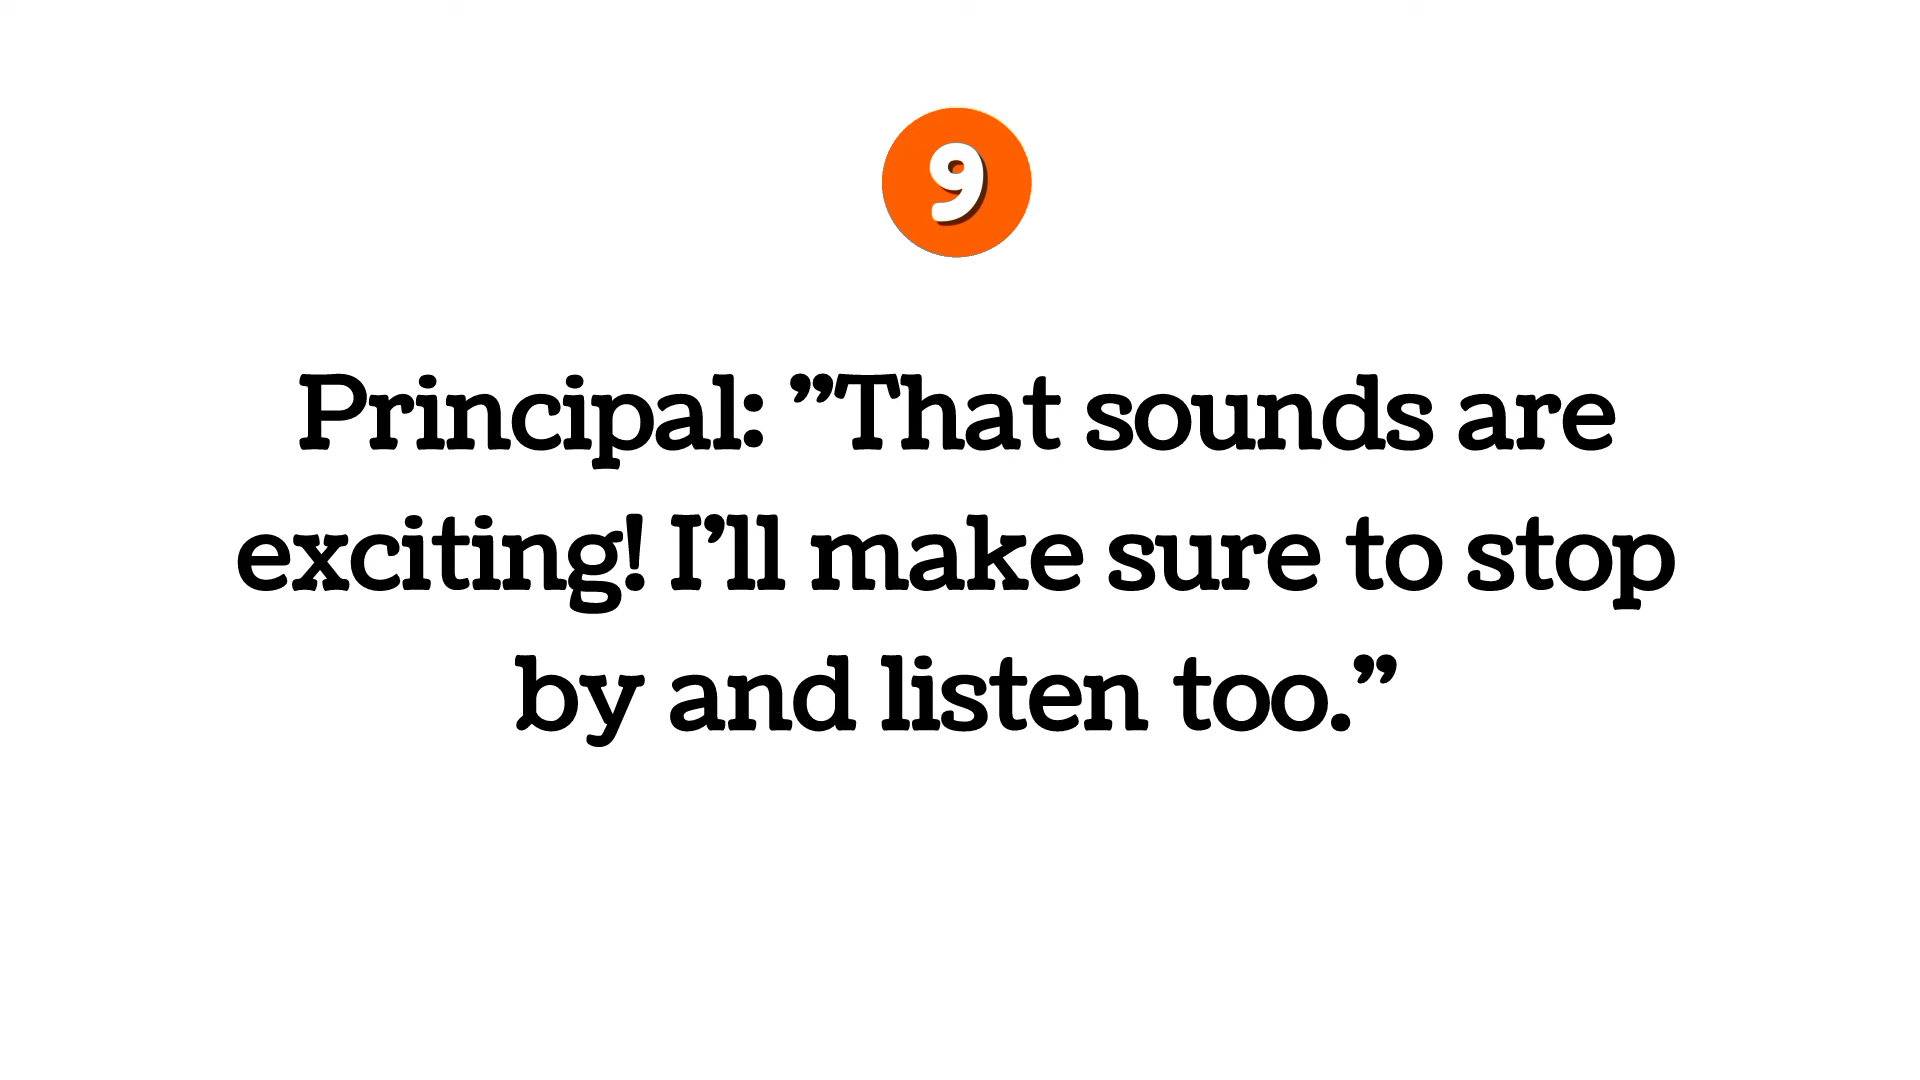 9
Principal: ”That sounds are
exciting! I’ll make sure to stop
by and listen too.”